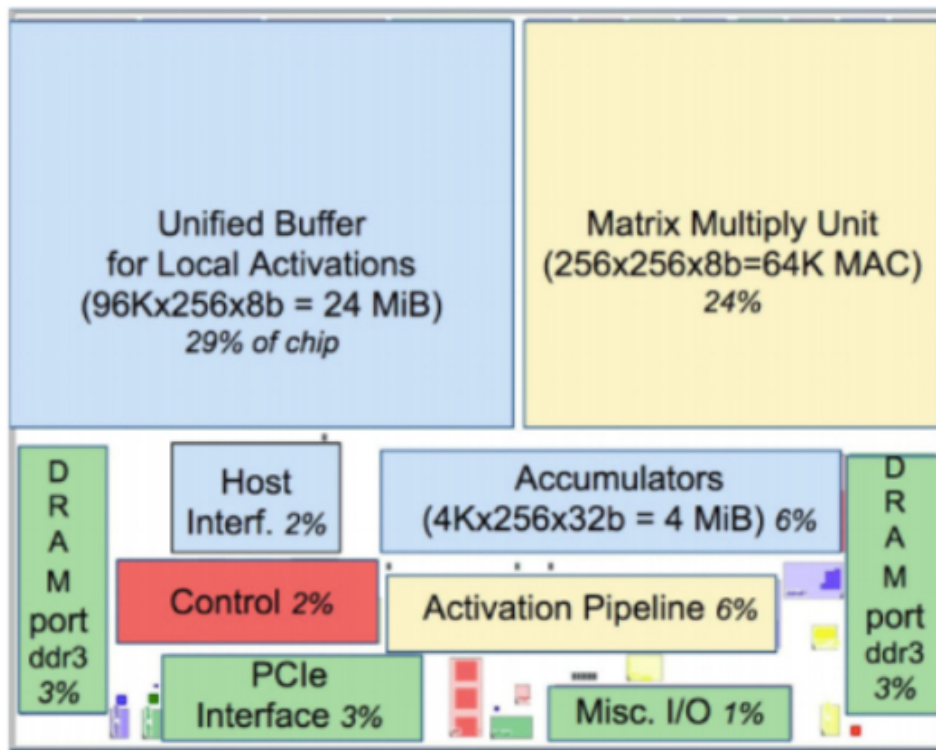 Unified Buffer
for Local Activations
(96Kx256x8b = 24 MiB)
29% of chip
Matrix Multiply Unit
(256x256x8b=64K MAC)
24%
D
R
A
M
port
ddr3
3%
Host
Interf. 2%
Accumulators
(4Kx256x32b = 4 MiB) 6%
Control 2%
Activation Pipeline 6%
PCIe
Interface 3%
Misc. I/O 1%
D
R
A
M
port
ddr3
3%